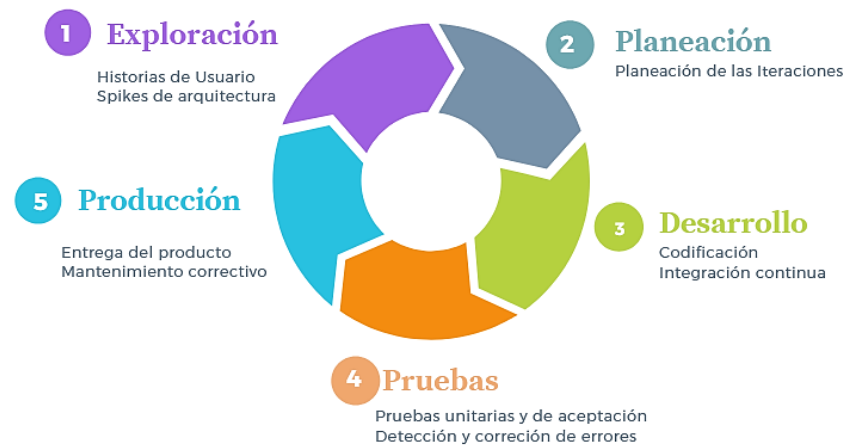 1 Exploración
Historias de Usuario
Spikes de arquitectura
2 Planeación
Planeación de las Iteraciones
3 Desarrollo
Codificación
Integración continua
4 Pruebas
Pruebas unitarias y de aceptación
Detección y correción de errores
5 Producción
Entrega del producto
Mantenimiento correctivo